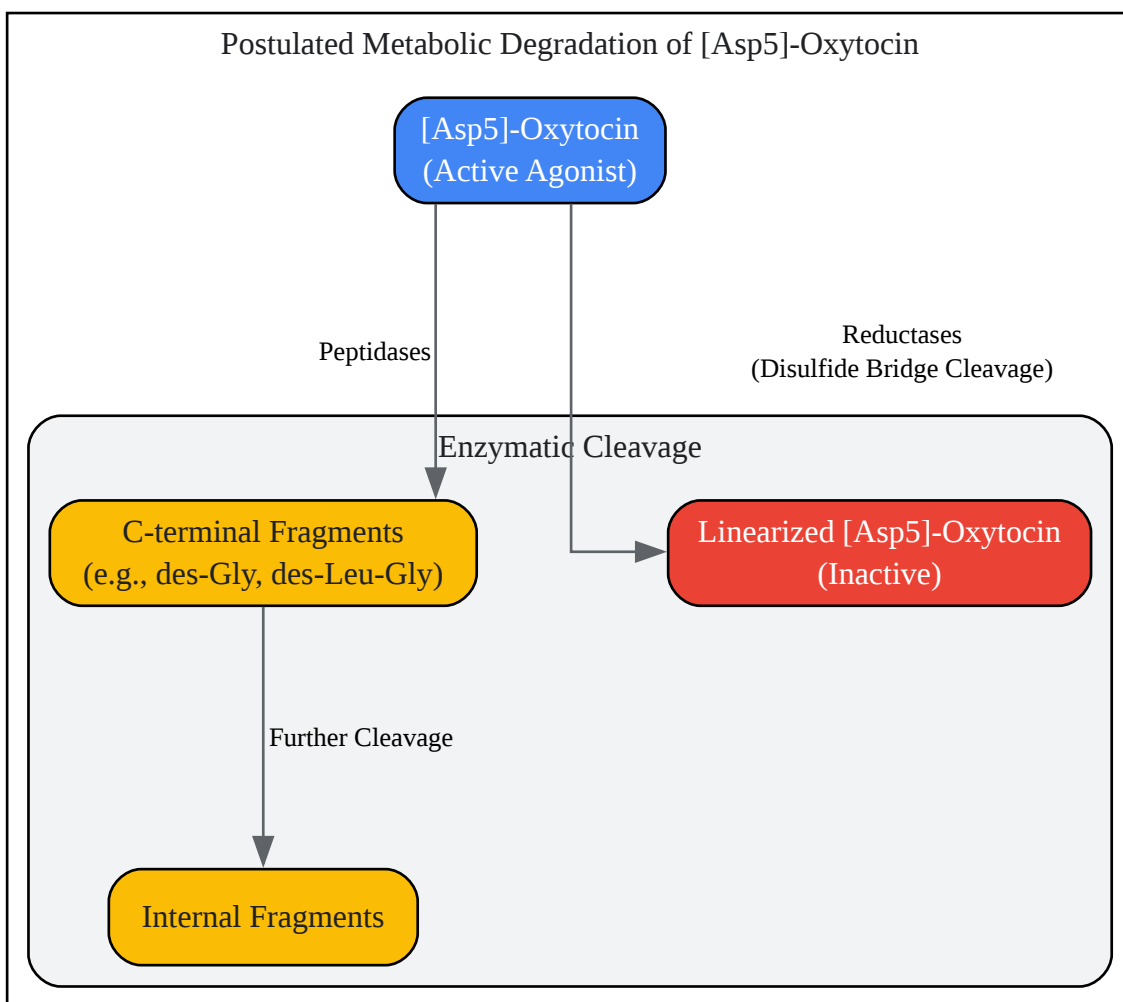 Postulated Metabolic Degradation of [Asp5]-Oxytocin
[Asp5]-Oxytocin
(Active Agonist)
Peptidases
Reductases
(Disulfide Bridge Cleavage)
Enzymatic Cleavage
C-terminal Fragments
(e.g., des-Gly, des-Leu-Gly)
Linearized [Asp5]-Oxytocin
(Inactive)
Further Cleavage
Internal Fragments